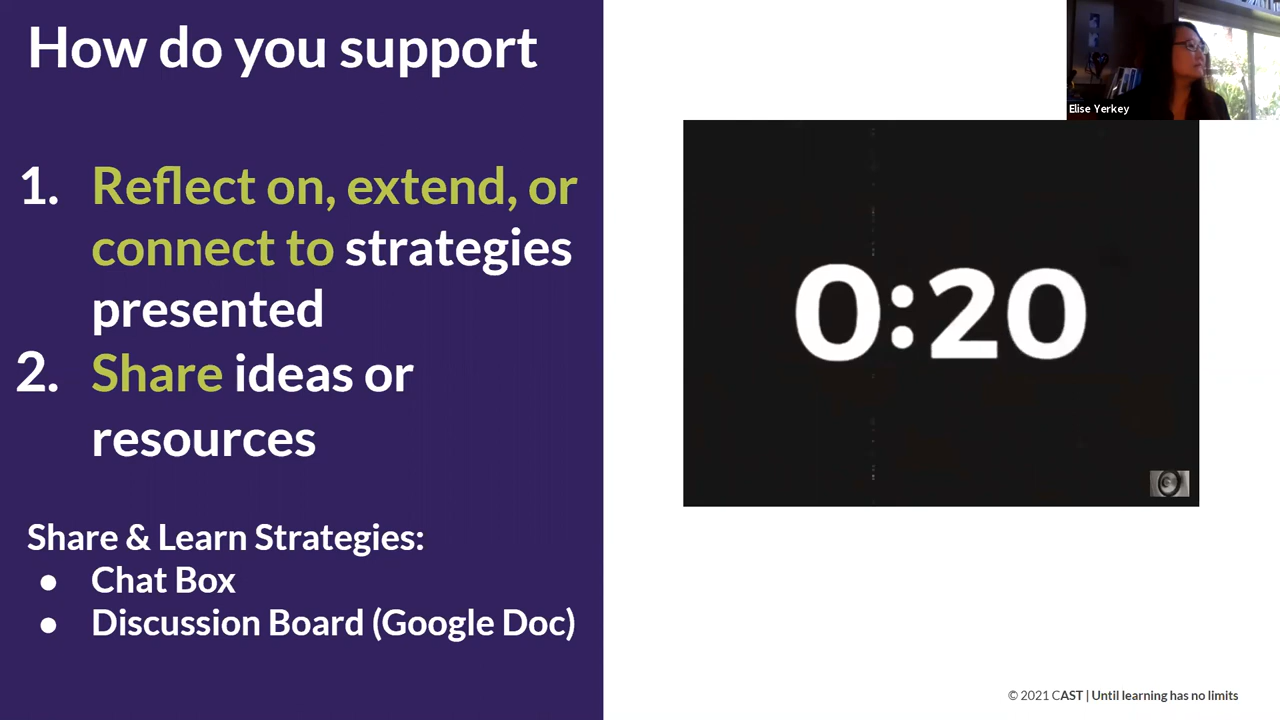 How do you support
1. Reflect on, extend, or
connect to strategies
presented
2. Share ideas or
resources
Share & Learn Strategies:
● Chat Box
● Discussion Board (Google Doc)
Elise Yerkey
0:20
© 2021 CAST | Until learning has no limits